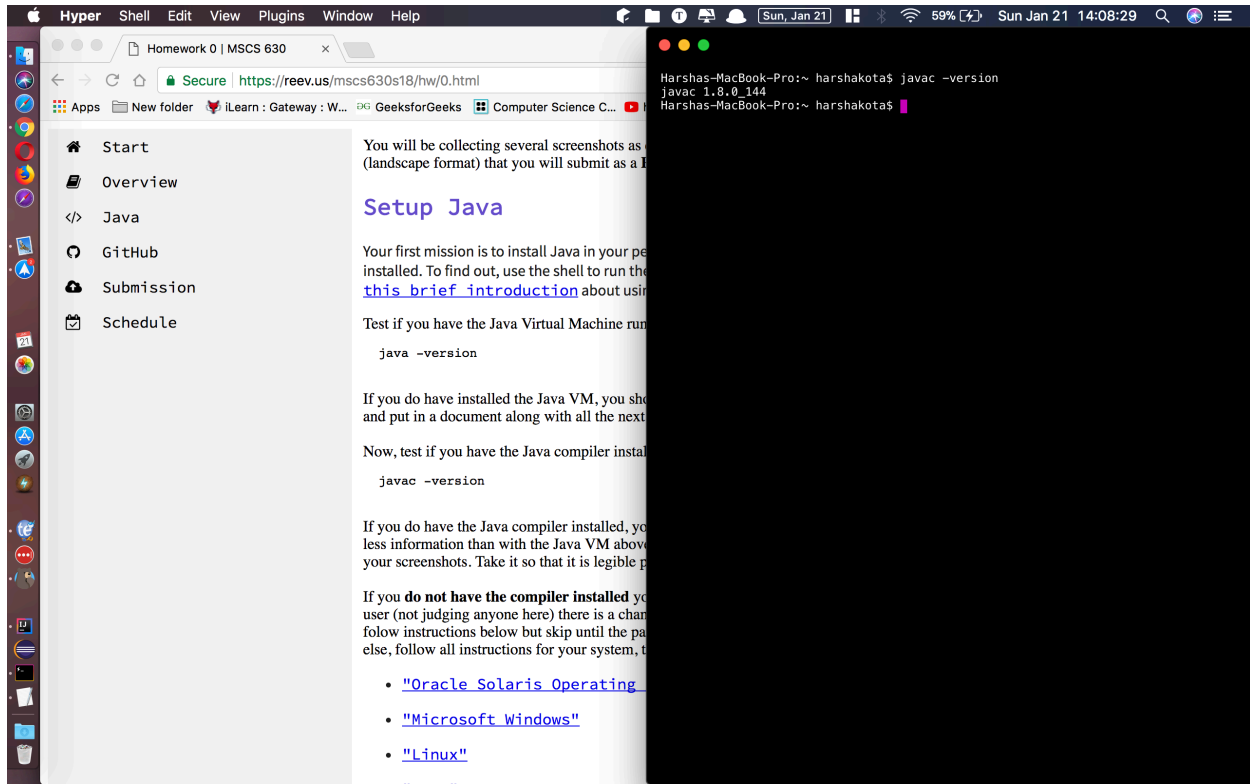 Hyper Shell Edit View Plugins Window Help
Sun, Jan 21
59%
Sun Jan 21 14:08:29
Homework 0 | MSCS 630
Secure https://reev.us/mscs630s18/hw/0.html
Apps New folder iLearn : Gateway : W... GeeksforGeeks Computer Science C...
Start
Overview
Java
GitHub
Submission
Schedule
You will be collecting several screenshots as
(landscape format) that you will submit as a
Setup Java
Your first mission is to install Java in your pe
installed. To find out, use the shell to run the
this brief introduction about usin
Test if you have the Java Virtual Machine run
java -version
If you do have installed the Java VM, you sho
and put in a document along with all the next
Now, test if you have the Java compiler instal
javac -version
If you do have the Java compiler installed, yo
less information than with the Java VM above
your screenshots. Take it so that it is legible p
If you do not have the compiler installed yo
user (not judging anyone here) there is a chan
folow instructions below but skip until the pa
else, follow all instructions for your system, t
"Oracle Solaris Operating
"Microsoft Windows"
"Linux"
Harshas-MacBook-Pro:~ harshakota$ javac -version
javac 1.8.0_144
Harshas-MacBook-Pro:~ harshakota$